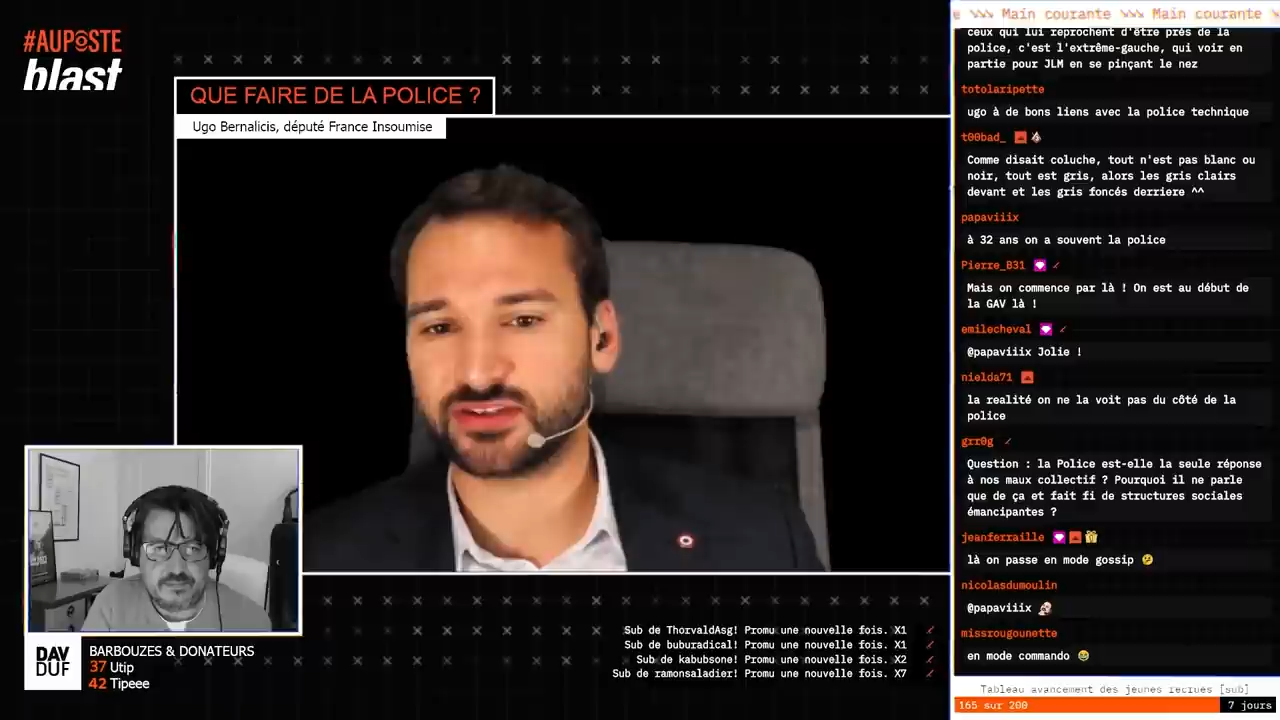 #AUPOSTE
blast
QUE FAIRE DE LA POLICE ?
Ugo Bernalicis, député France Insoumise
DAV
DUF
BARBOUZES & DONATEURS
37 Utip
42 Tipeee
Sub de ThorvaldAsg! Promu une nouvelle fois. X1
Sub de buburadical! Promu une nouvelle fois. X1
Sub de kabubsone! Promu une nouvelle fois. X2
Sub de ramonsaladier! Promu une nouvelle fois. X7
e Main courante Main courante
ceux qui lui reprochent d'être prés de la
police, c'est l'extrême-gauche, qui voir en
partie pour JLM en se pinçant le nez
totolaripette
ugo à de bons liens avec la police technique
t00bad_
Comme disait coluche, tout n'est pas blanc ou
noir, tout est gris, alors les gris clairs
devant et les gris foncés derriere ^^
papaviiix
à 32 ans on a souvent la police
Pierre_B31
Mais on commence par là ! On est au début de
la GAV là !
emilecheval
@papaviiix Jolie !
nielda71
la realité on ne la voit pas du côté de la
police
grr0g
Question : la Police est-elle la seule réponse
à nos maux collectif ? Pourquoi il ne parle
que de ça et fait fi de structures sociales
émancipantes ?
jeanferraille
là on passe en mode gossip 🤔
nicolasdumoulin
@papaviiix
missrougounette
en mode commando 😂
Tableau avancement des jeunes recrues [sub]
165 sur 200
7 jours